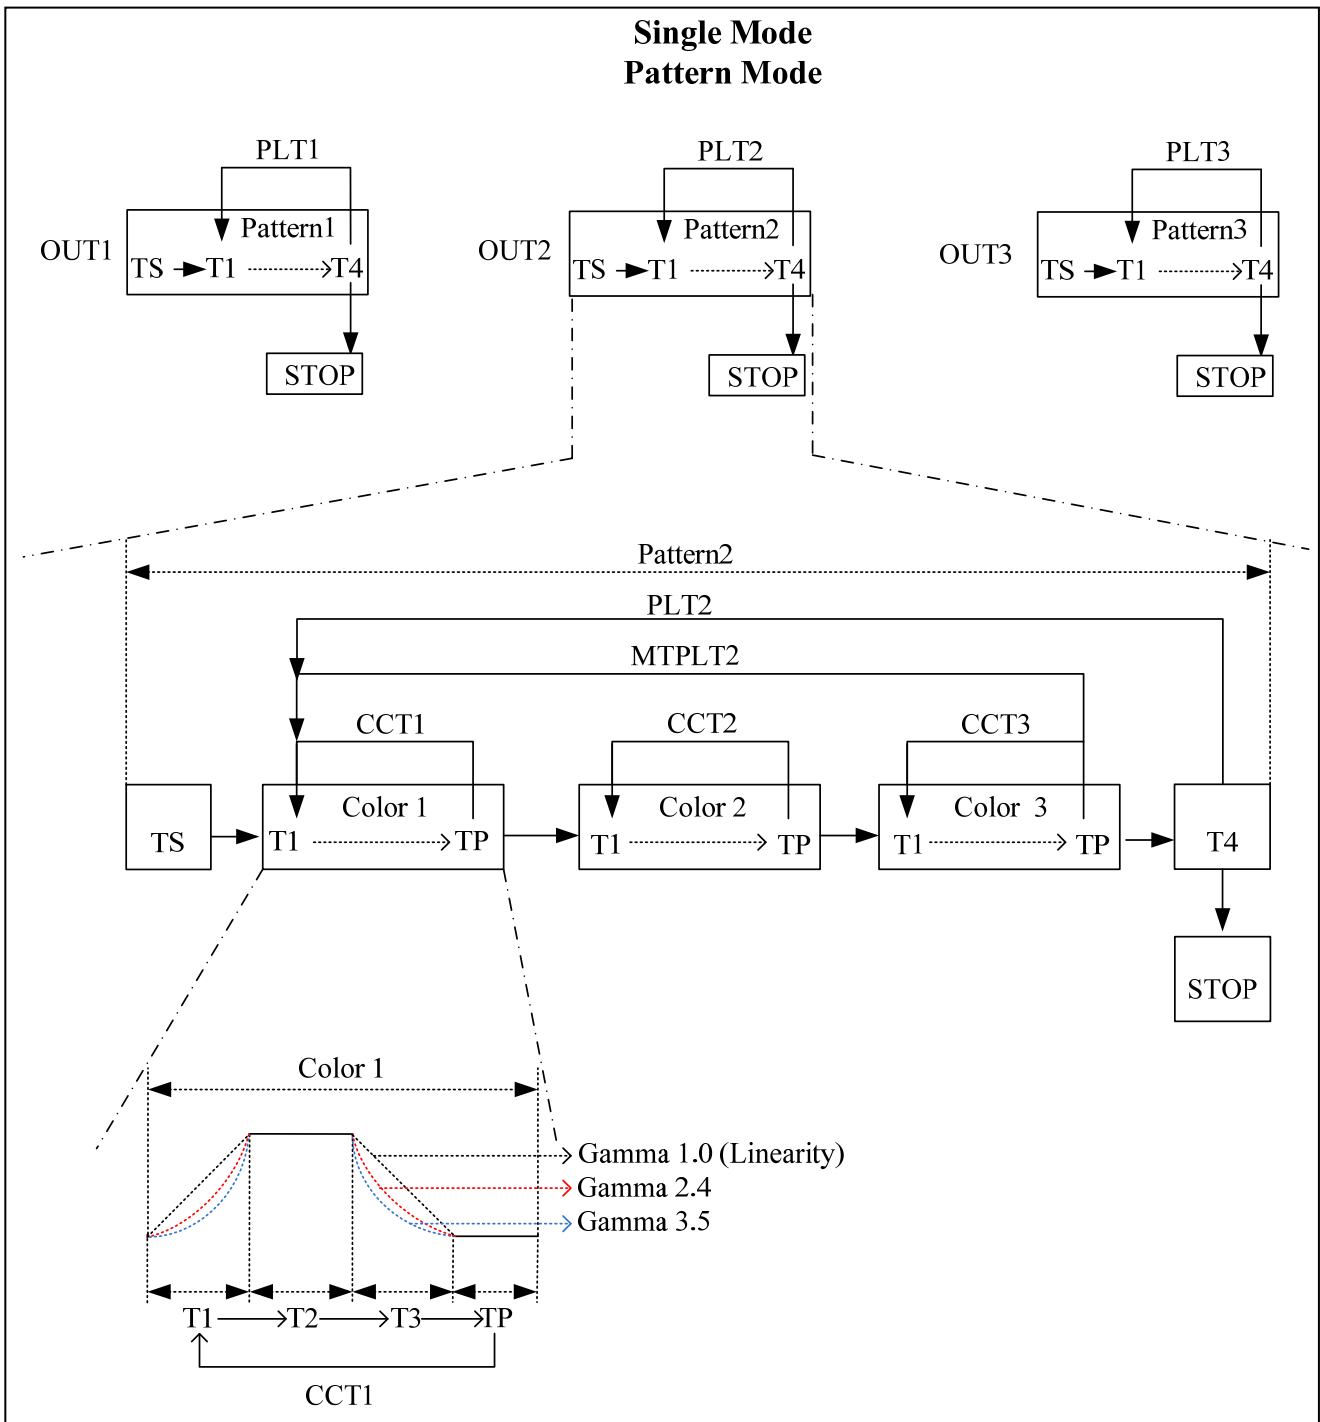 Single Mode
Pattern Mode
PLT1
PLT2
PLT3
OUT1
Pattern1
TS T1 T4
STOP
OUT2
Pattern2
TS T1 T4
STOP
OUT3
Pattern3
TS T1 T4
STOP
Pattern2
PLT2
MTPLT2
CCT1
CCT2
CCT3
TS
Color 1
T1 TP
Color 2
T1 TP
Color 3
T1 TP
T4
STOP
Color 1
Gamma 1.0 (Linearity)
Gamma 2.4
Gamma 3.5
T1 T2 T3 TP
CCT1